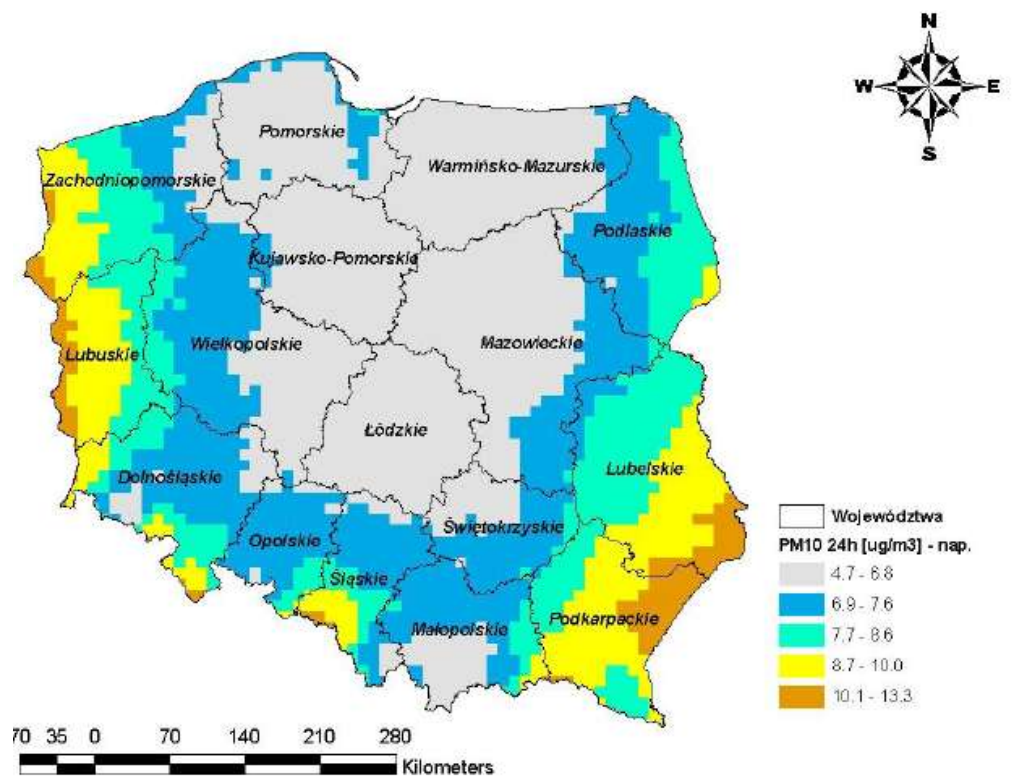 N
W E
S
Pomorskie
Warmińsko-Mazurskie
Zachodniopomorskie
Podlaskie
Kujawsko-Pomorskie
Wielkopolskie
Mazowieckie
Lubuskie
Łódzkie
Lubelskie
Dolnośląskie
Świętokrzyskie
Opolskie
Śląskie
Podkarpackie
Małopolskie
Województwa
PM10 24h [ug/m3] - nap.
4.7 - 6.8
6.9 - 7.6
7.7 - 8.6
8.7 - 10.0
10.1 - 13.3
70 35 0 70 140 210 280
Kilometers